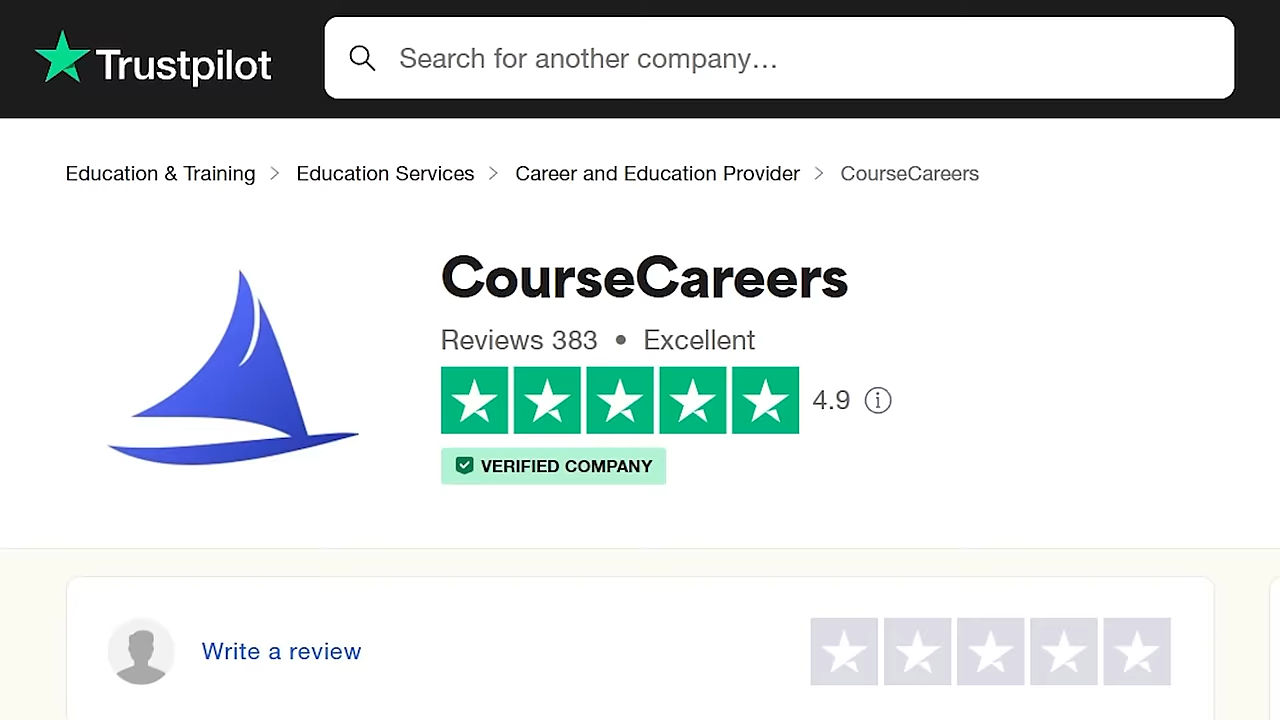 Trustpilot
Search for another company...
Education & Training > Education Services > Career and Education Provider > CourseCareers
CourseCareers
Reviews 383 • Excellent
4.9
VERIFIED COMPANY
Write a review